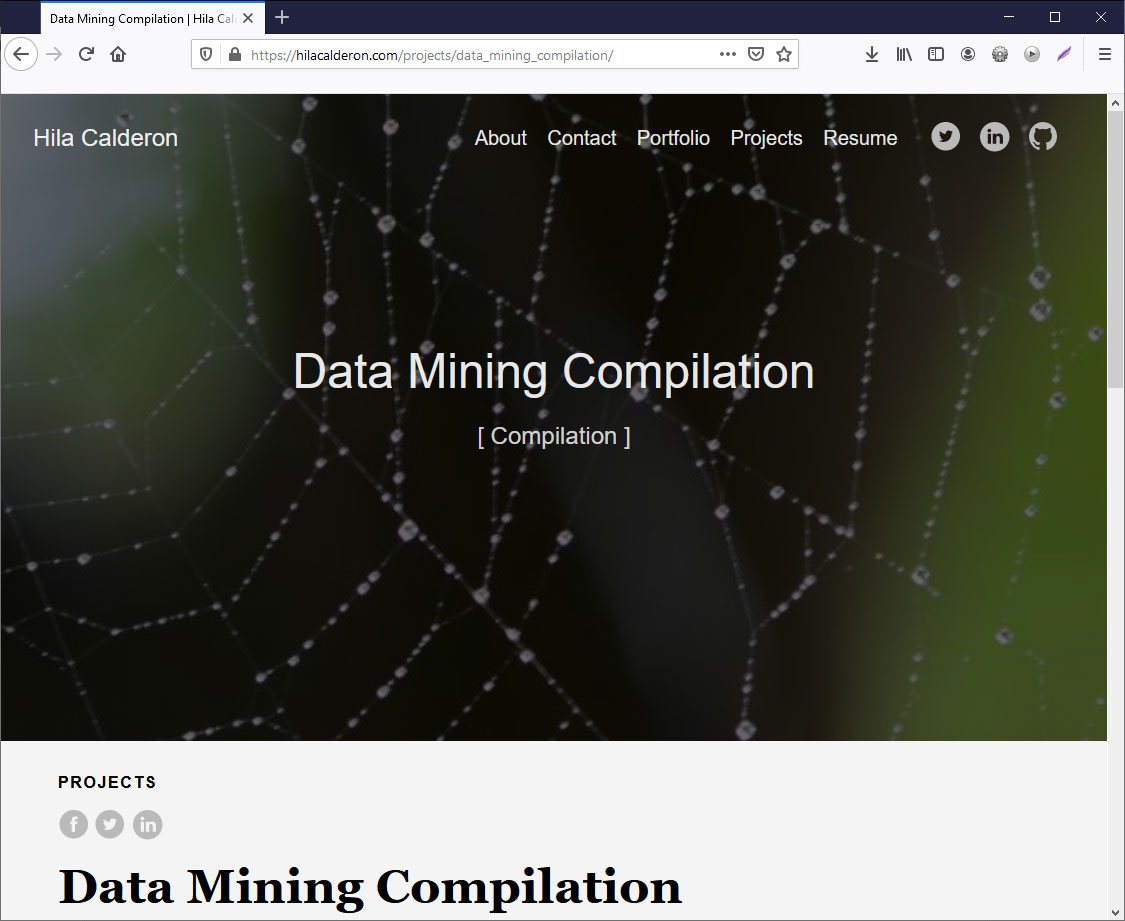 Data Mining Compilation | Hila Cal
https://hilacalderon.com/projects/data_mining_compilation/
Hila Calderon
About Contact Portfolio Projects Resume
Data Mining Compilation
[ Compilation ]
PROJECTS
Data Mining Compilation